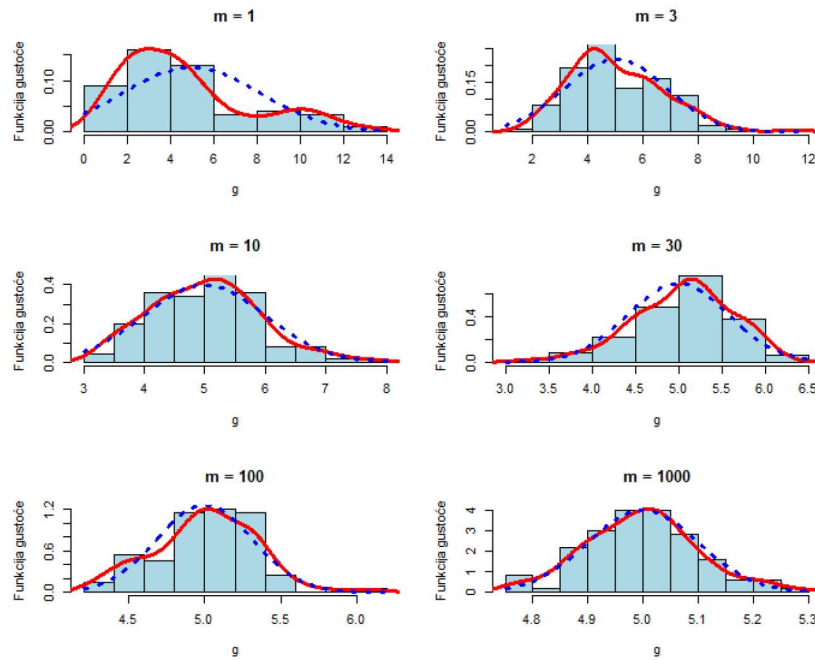 m = 1
Funkcija gustoće
0.00
0.10
0 2 4 6 8 10 12 14
g
m = 3
Funkcija gustoće
0.00
0.15
2 4 6 8 10 12
g
m = 10
Funkcija gustoće
0.0
0.2
0.4
3 4 5 6 7 8
g
m = 30
Funkcija gustoće
0.0
0.4
3.0 3.5 4.0 4.5 5.0 5.5 6.0 6.5
g
m = 100
Funkcija gustoće
0.0
0.6
1.2
4.5 5.0 5.5 6.0
g
m = 1000
Funkcija gustoće
0
1
2
3
4
4.8 4.9 5.0 5.1 5.2 5.3
g